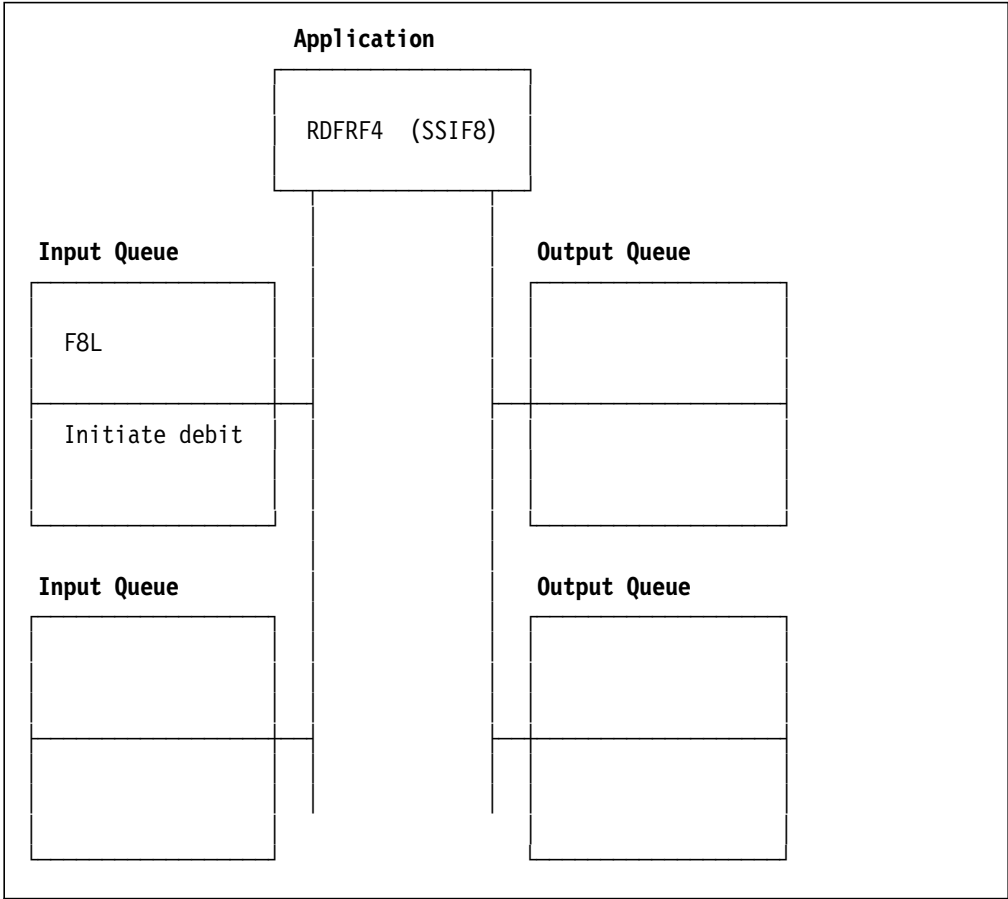 Application
RDFRF4 (SSIF8)
Input Queue
Output Queue
F8L
Initiate debit
Input Queue
Output Queue